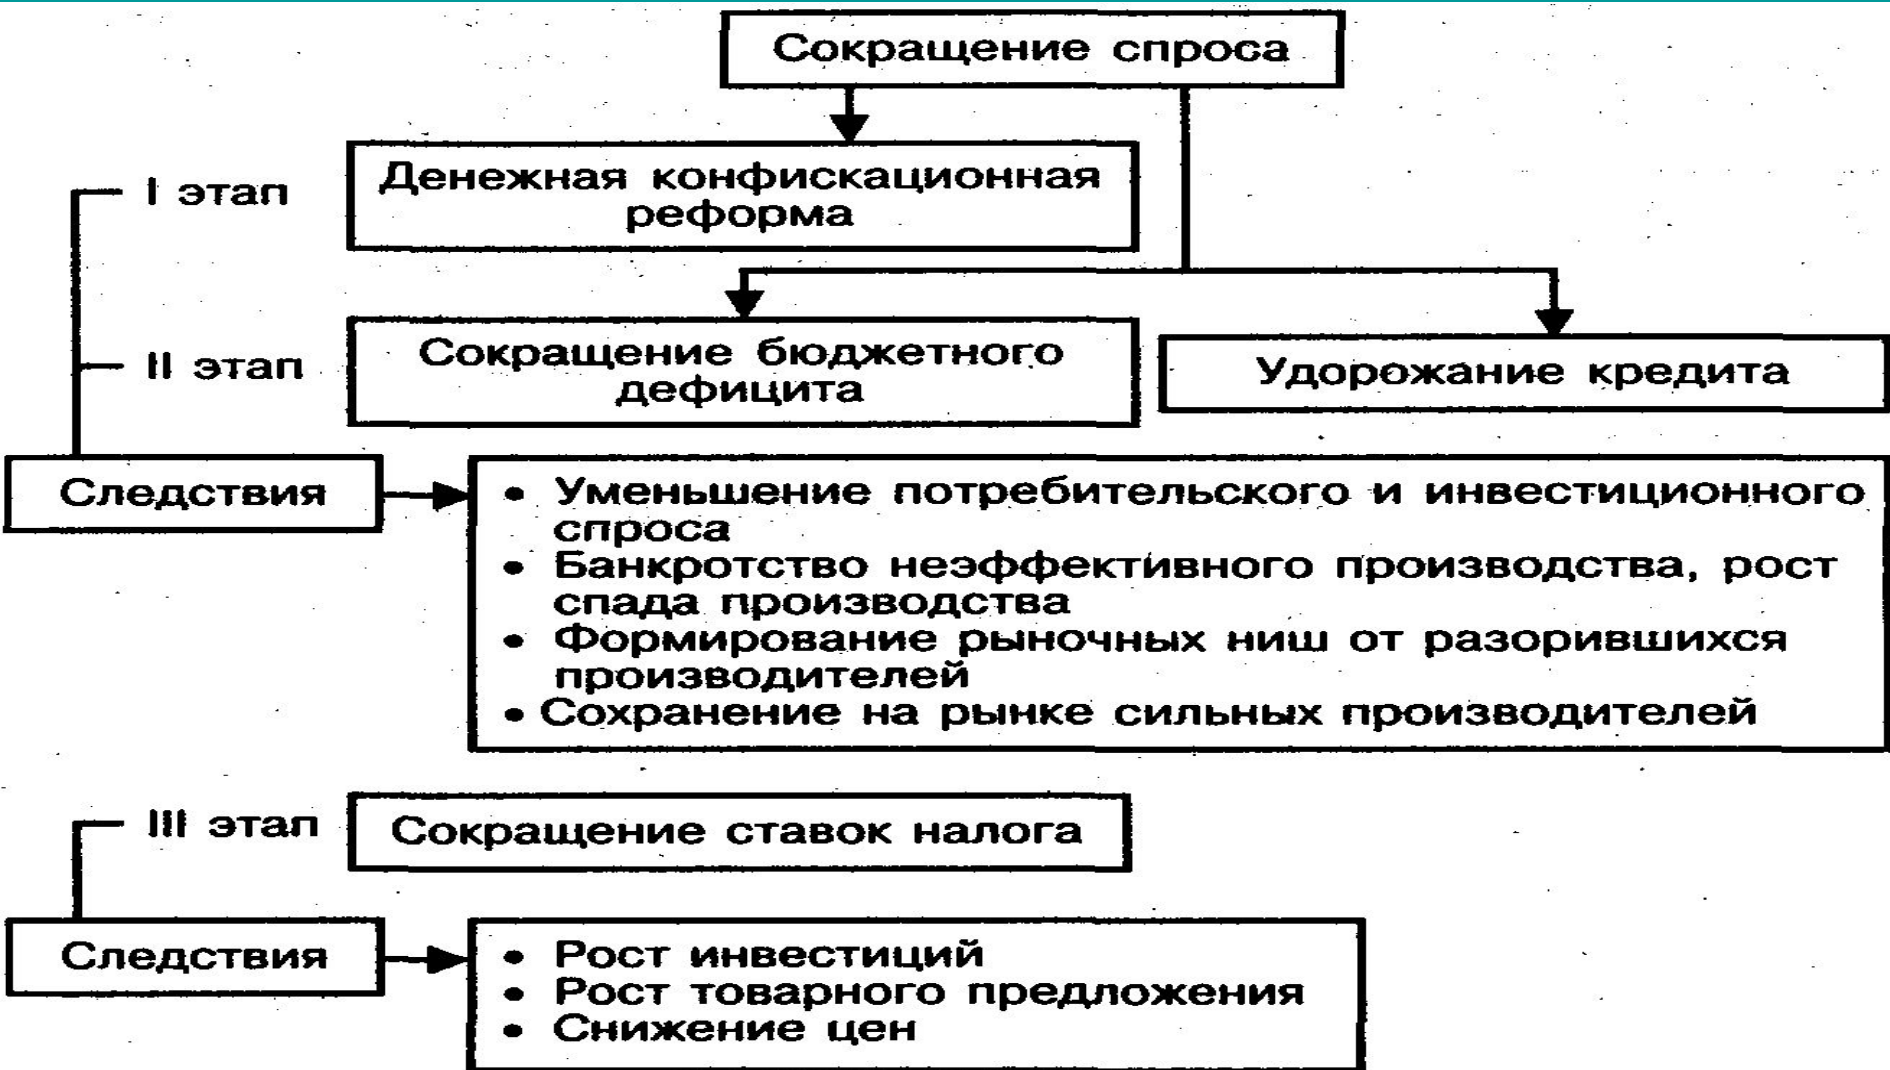 Сокращение спроса
I этап
Денежная конфискационная
реформа
II этап
Сокращение бюджетного
дефицита
Удорожание кредита
Следствия
• Уменьшение потребительского и инвестиционного
спроса
• Банкротство неэффективного производства, рост
спада производства
• Формирование рыночных ниш от разорившихся
производителей
• Сохранение на рынке сильных производителей
III этап
Сокращение ставок налога
Следствия
• Рост инвестиций
• Рост товарного предложения
• Снижение цен